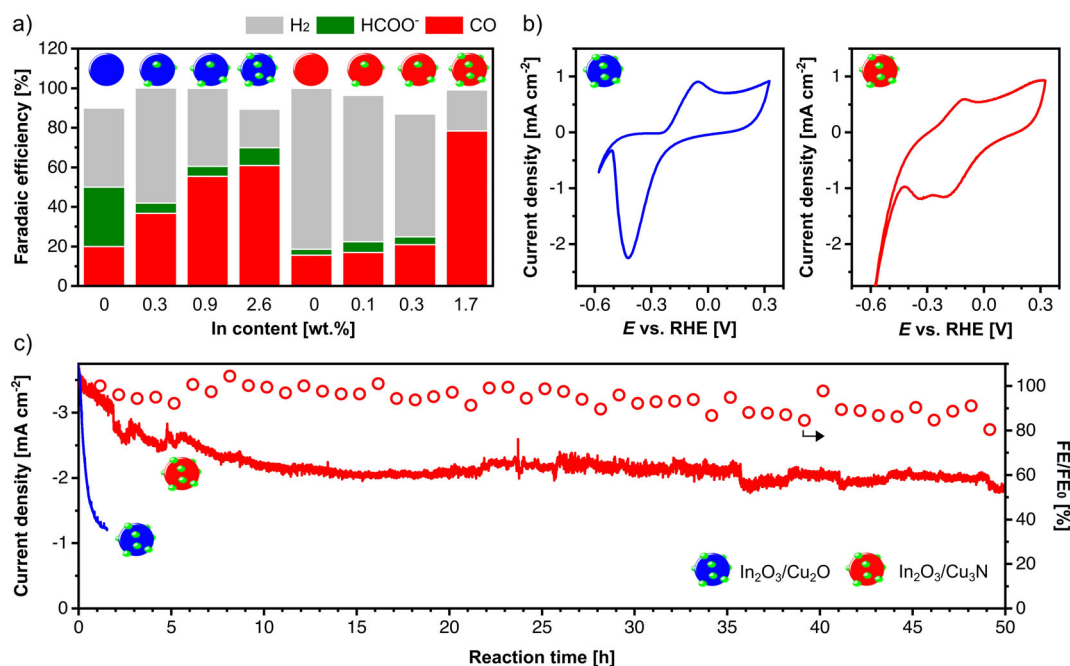 a)
H₂ HCOO⁻ CO
Faradaic efficiency [%]
120
100
80
60
40
20
0
0 0.3 0.9 2.6 0 0.1 0.3 1.7
In content [wt.%]
b)
Current density [mA cm⁻²]
1
0
-1
-2
-0.6 -0.3 0.0 0.3
E vs. RHE [V]
Current density [mA cm⁻²]
1
0
-1
-2
-0.6 -0.3 0.0 0.3
E vs. RHE [V]
c)
Current density [mA cm⁻²]
-3
-2
-1
0
100
80
60
40
20
0
FE/FE₀ [%]
In₂O₃/Cu₂O In₂O₃/Cu₃N
0 5 10 15 20 25 30 35 40 45 50
Reaction time [h]